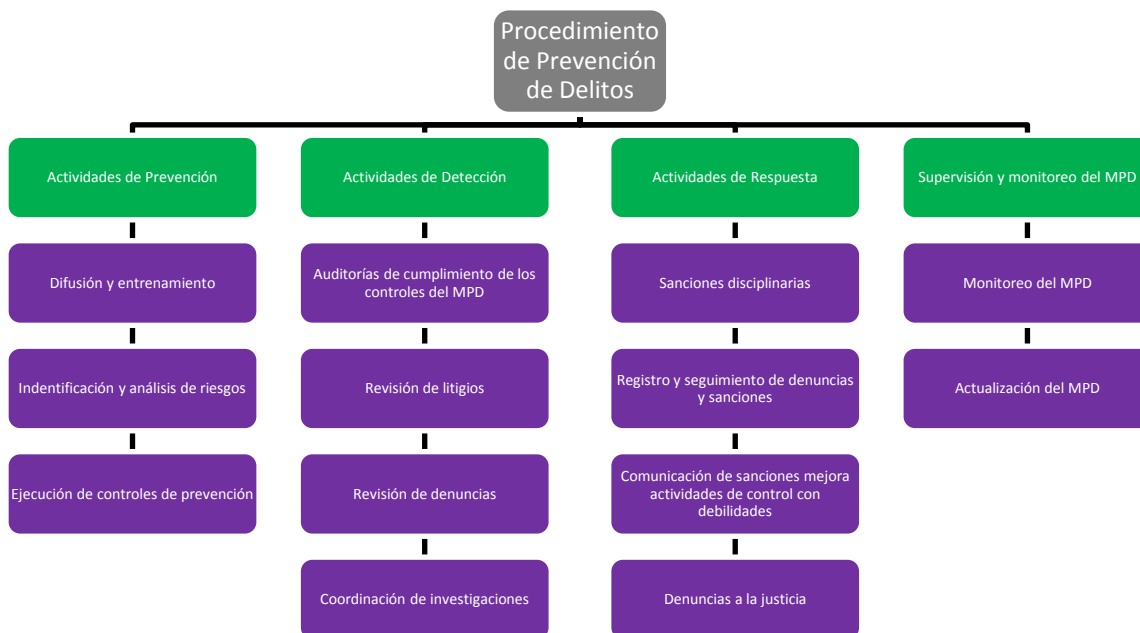 Procedimiento
de Prevención
de Delitos
Actividades de Prevención
Actividades de Detección
Actividades de Respuesta
Supervisión y monitoreo del MPD
Difusión y entrenamiento
Auditorías de cumplimiento de los
controles del MPD
Sanciones disciplinarias
Monitoreo del MPD
Indentificación y análisis de riesgos
Revisión de litigios
Registro y seguimiento de denuncias
y sanciones
Actualización del MPD
Ejecución de controles de prevención
Revisión de denuncias
Comunicación de sanciones mejora
actividades de control con
debilidades
Coordinación de investigaciones
Denuncias a la justicia